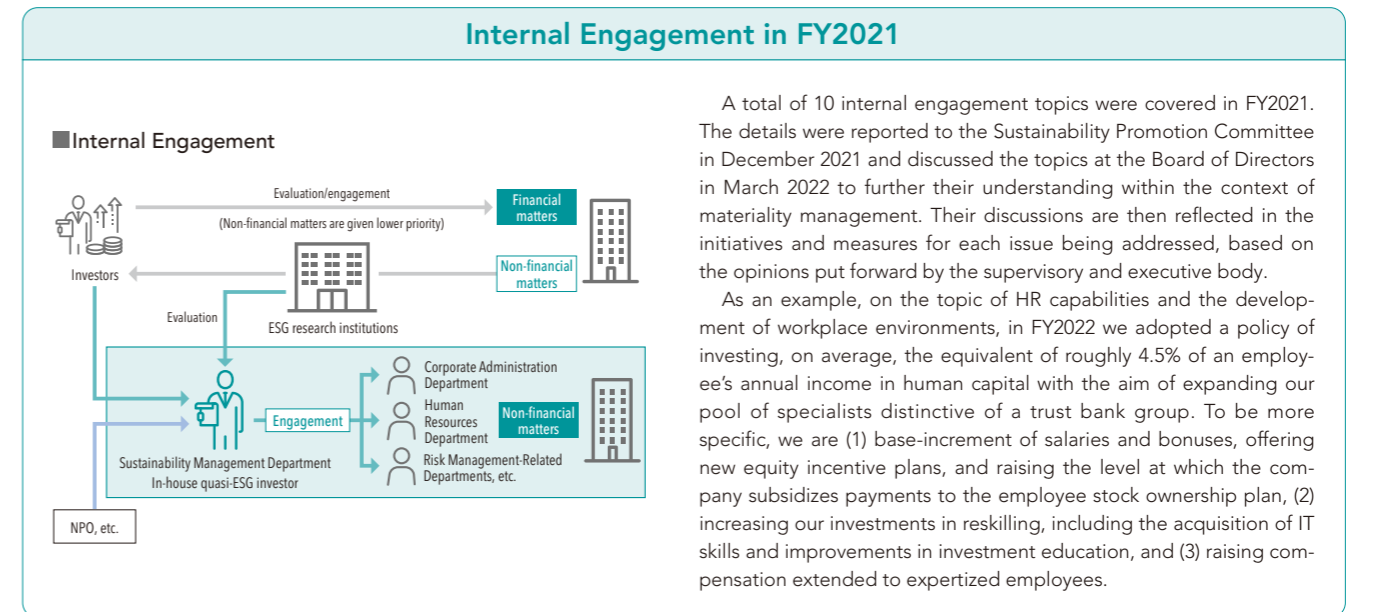 Internal Engagement in FY2021
■Internal Engagement
Evaluation/engagement
(Non-financial matters are given lower priority)
Financial
matters
Investors
Non-financial
matters
Evaluation
ESG research institutions
Corporate Administration
Department
Human
Resources
Department
Non-financial
matters
Engagement
Risk Management-Related
Departments, etc.
Sustainability Management Department
In-house quasi-ESG investor
NPO, etc.
A total of 10 internal engagement topics were covered in FY2021.
The details were reported to the Sustainability Promotion Committee
in December 2021 and discussed the topics at the Board of Directors
in March 2022 to further their understanding within the context of
materiality management. Their discussions are then reflected in the
initiatives and measures for each issue being addressed, based on
the opinions put forward by the supervisory and executive body.
As an example, on the topic of HR capabilities and the develop-
ment of workplace environments, in FY2022 we adopted a policy of
investing, on average, the equivalent of roughly 4.5% of an employ-
ee's annual income in human capital with the aim of expanding our
pool of specialists distinctive of a trust bank group. To be more
specific, we are (1) base-increment of salaries and bonuses, offering
new equity incentive plans, and raising the level at which the com-
pany subsidizes payments to the employee stock ownership plan, (2)
increasing our investments in reskilling, including the acquisition of IT
skills and improvements in investment education, and (3) raising com-
pensation extended to expertized employees.